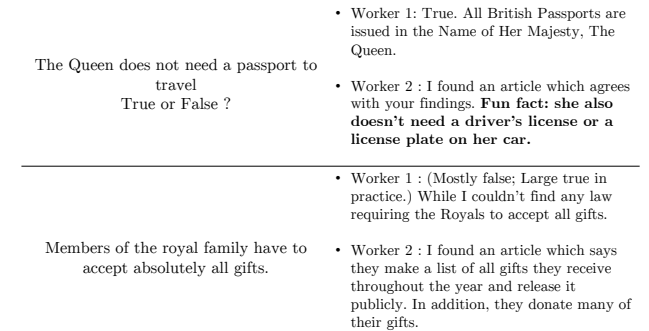 The Queen does not need a passport to
travel
True or False ?
• Worker 1: True. All British Passports are
issued in the Name of Her Majesty, The
Queen.
• Worker 2 : I found an article which agrees
with your findings. Fun fact: she also
doesn't need a driver's license or a
license plate on her car.
Members of the royal family have to
accept absolutely all gifts.
• Worker 1 : (Mostly false; Large true in
practice.) While I couldn't find any law
requiring the Royals to accept all gifts.
• Worker 2 : I found an article which says
they make a list of all gifts they receive
throughout the year and release it
publicly. In addition, they donate many of
their gifts.